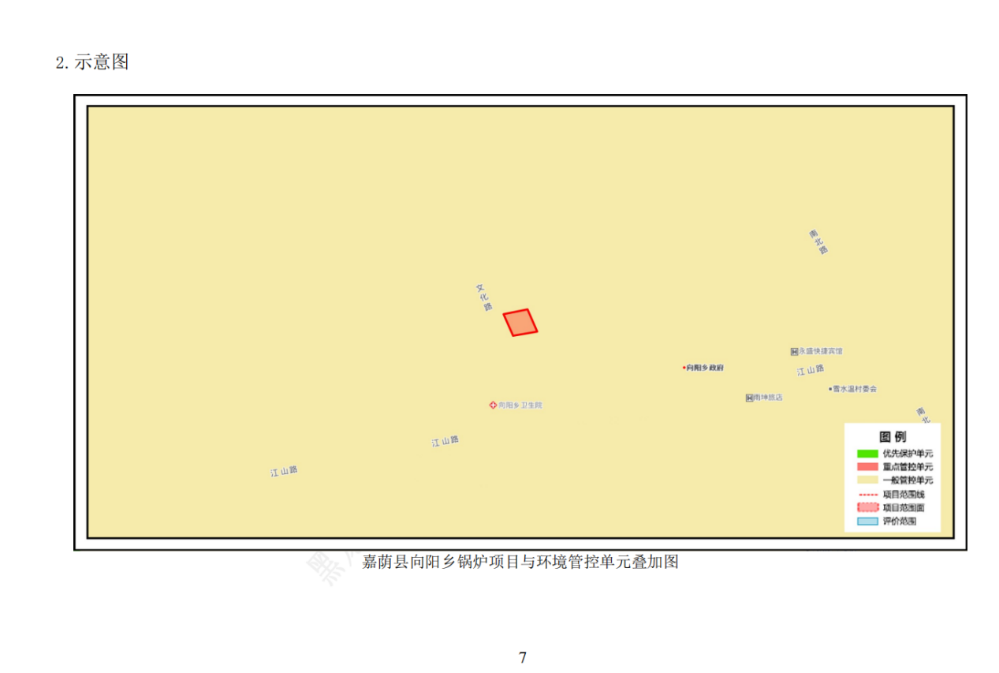 2. 示意图
南北路
文化路
永盛快捷宾馆
向阳乡政府
江山路
雪水温村委会
雨坤旅店
向阳乡卫生院
南北
江山路
江山路
图例
优先保护单元
重点管控单元
一般管控单元
项目范围线
项目范围面
评价范围
黑
嘉荫县向阳乡锅炉项目与环境管控单元叠加图
7